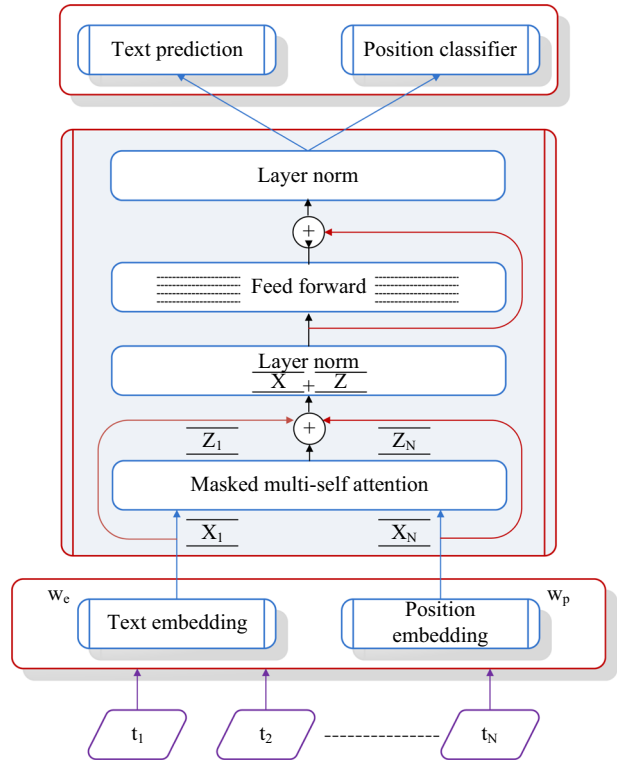 Text prediction
Position classifier
Layer norm
+
Feed forward
Layer norm
X + Z
+
Z1
ZN
Masked multi-self attention
X1
XN
we
wp
Text embedding
Position
embedding
t1
t2
tN